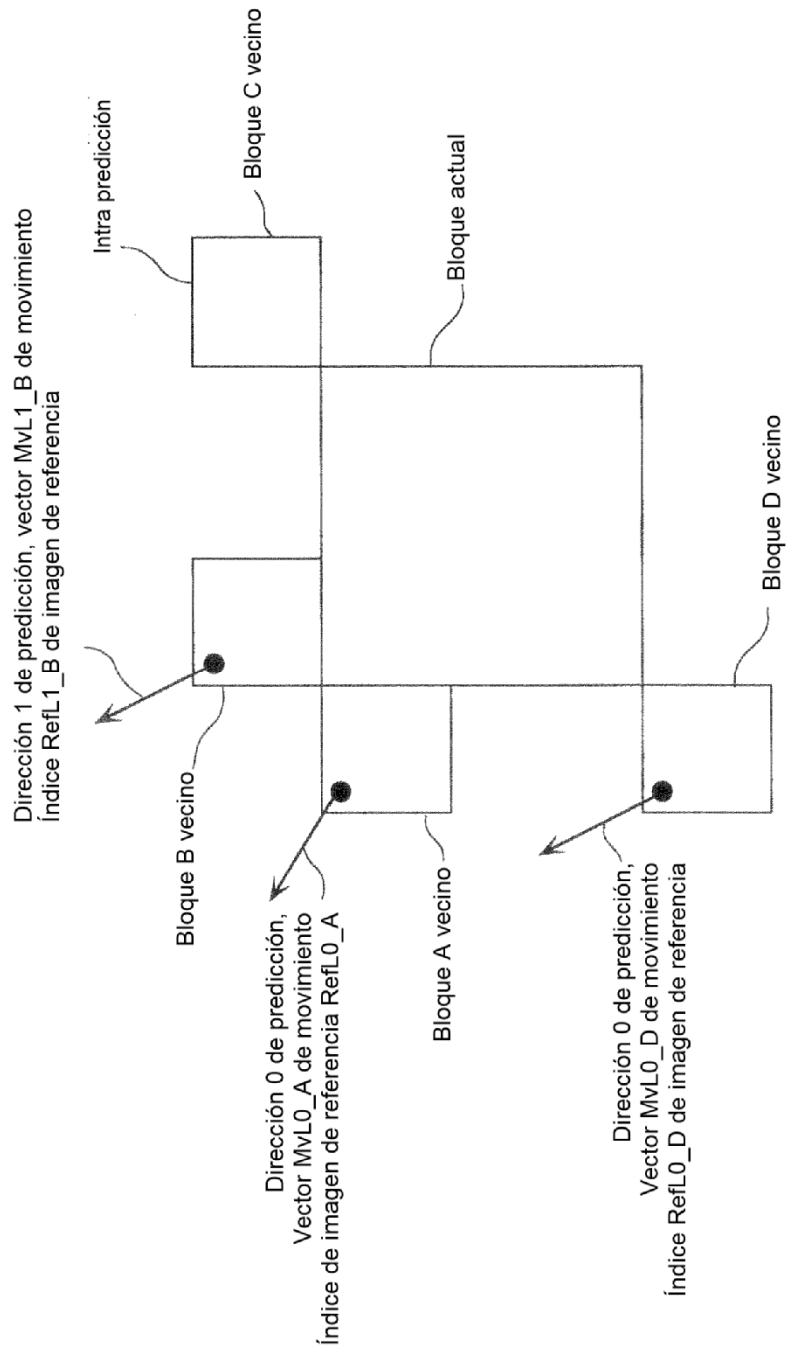 Dirección 1 de predicción, vector MvL1_B de movimiento
Índice RefL1_B de imagen de referencia
Intra predicción
Bloque C vecino
Bloque B vecino
Bloque actual
Dirección 0 de predicción,
Vector MvL0_A de movimiento
Índice de imagen de referencia RefL0_A
Bloque A vecino
Dirección 0 de predicción,
Vector MvL0_D de movimiento
Índice RefL0_D de imagen de referencia
Bloque D vecino